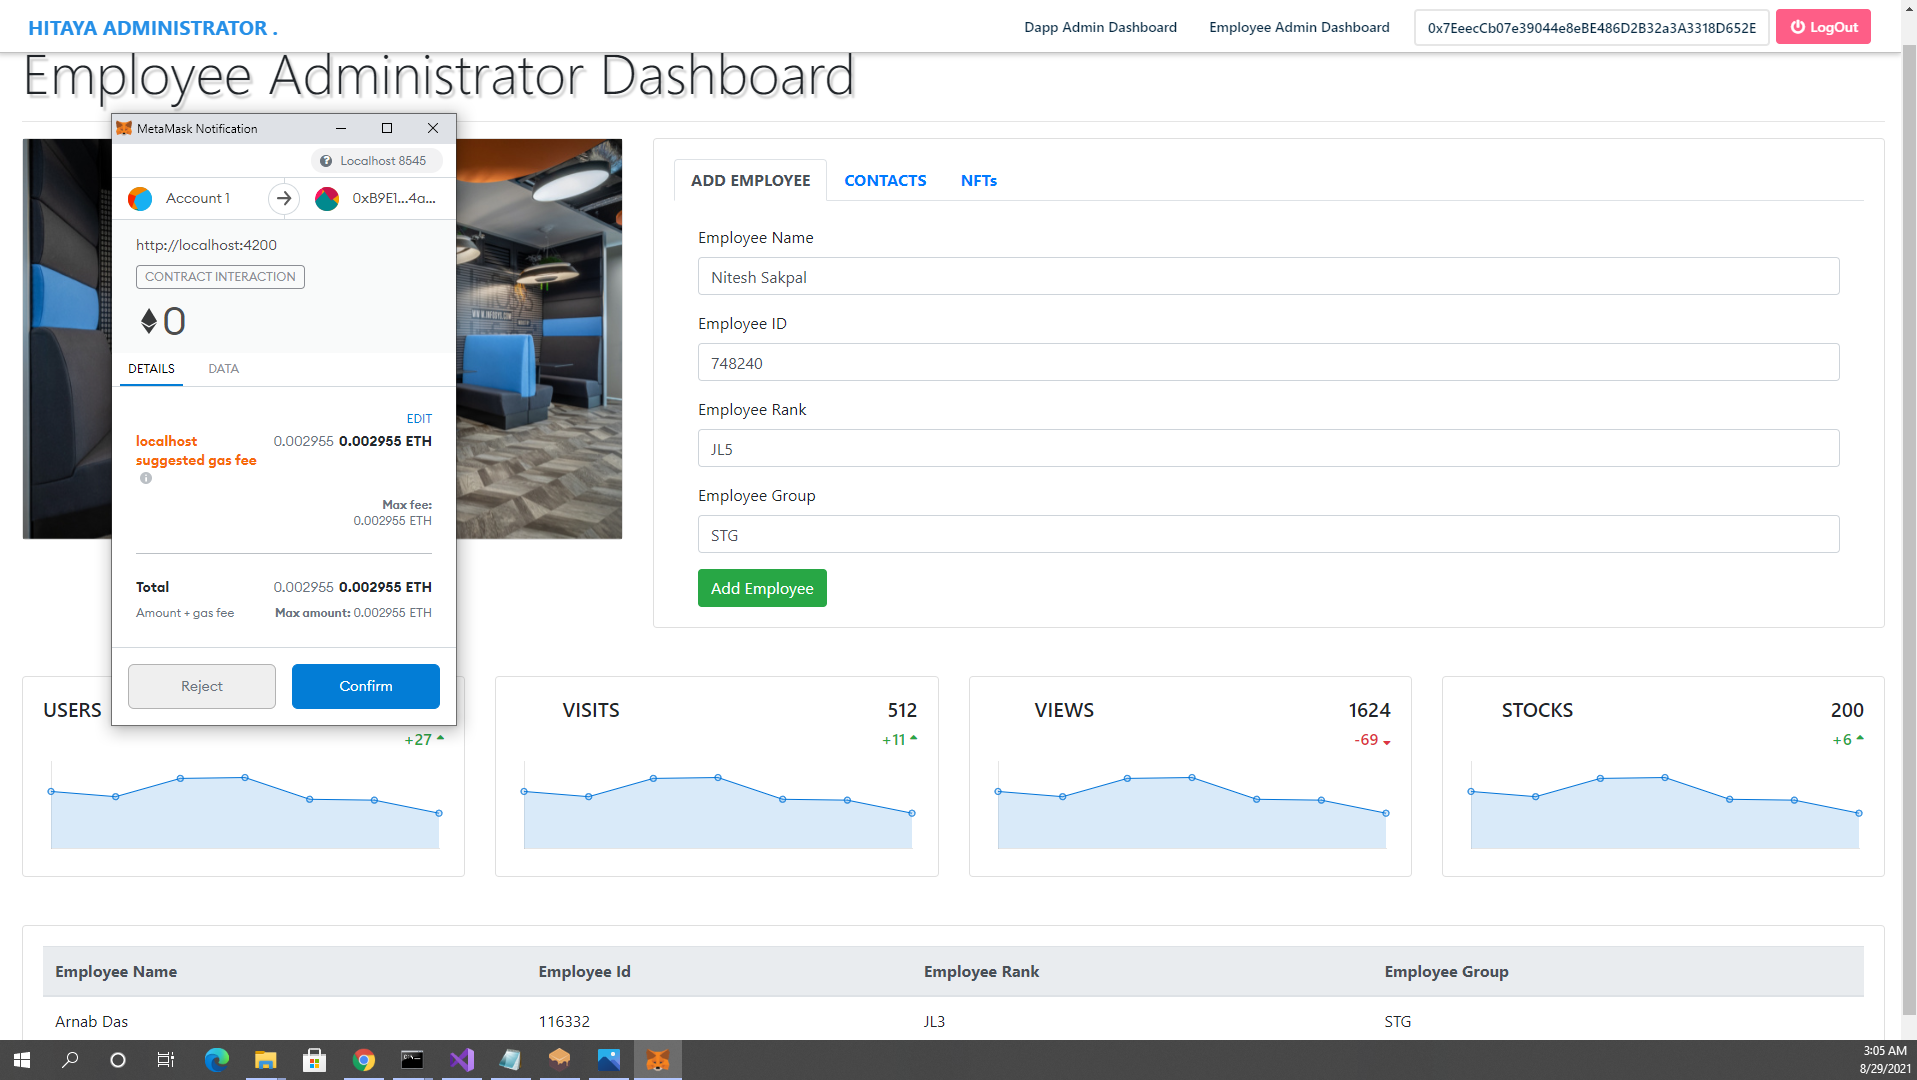 HITAYA ADMINISTRATOR .
Dapp Admin Dashboard
Employee Admin Dashboard
0x7EeecCb07e39044e8eBE486D2B32a3A3318D652E
LogOut
Employee Administrator Dashboard
MetaMask Notification
Localhost 8545
Account 1
0xB9E1...4a...
http://localhost:4200
CONTRACT INTERACTION
0
DETAILS
DATA
EDIT
localhost
suggested gas fee
0.002955 0.002955 ETH
Max fee:
0.002955 ETH
Total
0.002955 0.002955 ETH
Amount + gas fee
Max amount: 0.002955 ETH
Reject
Confirm
ADD EMPLOYEE
CONTACTS
NFTs
Employee Name
Nitesh Sakpal
Employee ID
748240
Employee Rank
JL5
Employee Group
STG
Add Employee
USERS
+27
VISITS
512
+11
VIEWS
1624
-69
STOCKS
200
+6
Employee Name
Employee Id
Employee Rank
Employee Group
Arnab Das
116332
JL3
STG
3:05 AM
8/29/2021